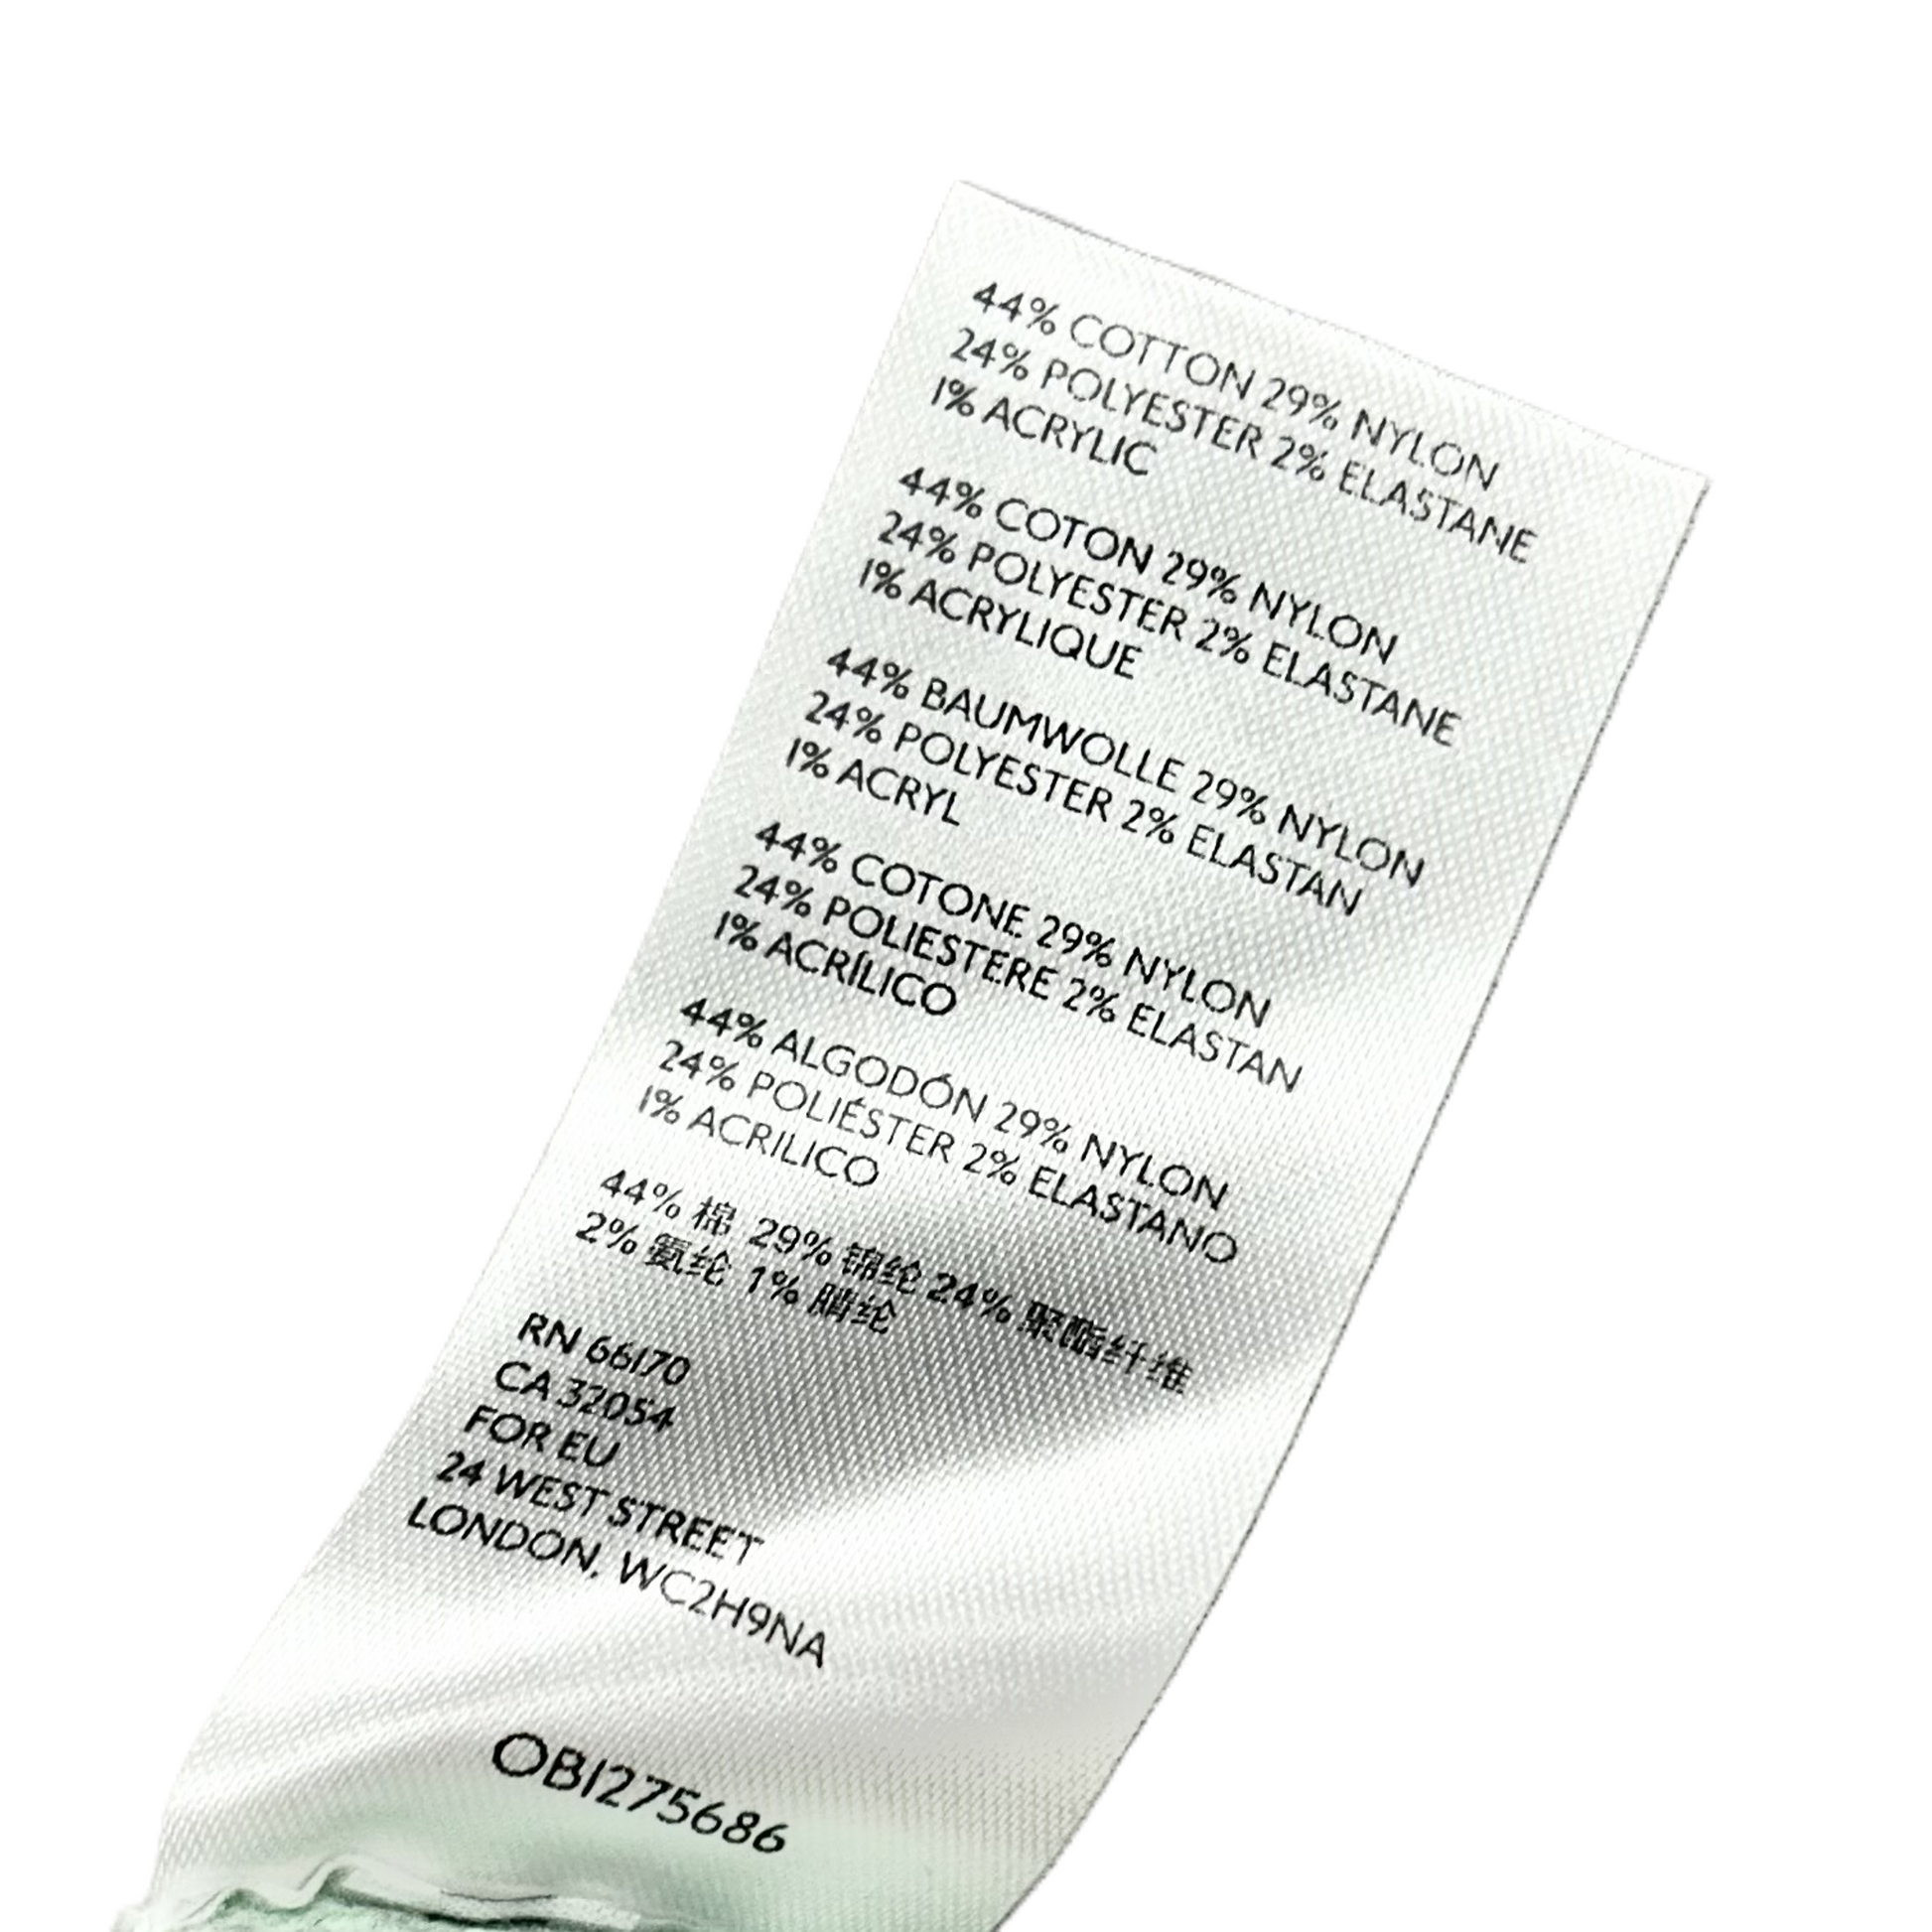 44% COTTON 29% NYLON
24% POLYESTER 2% ELASTANE
1% ACRYLIC
44% COTON 29% NYLON
24% POLYESTER 2% ELASTANE
1% ACRYLIQUE
44% BAUMWOLLE 29% NYLON
24% POLYESTER 2% ELASTAN
1% ACRYL
44% COTONE 29% NYLON
24% POLIESTERE 2% ELASTAN
1% ACRÍLICO
44% ALGODÓN 29% NYLON
24% POLIÉSTER 2% ELASTANO
1% ACRILICO
44% 棉 29% 锦纶 24% 聚酯纤维
2% 氨纶 1% 腈纶
RN 66170
CA 32054
FOR EU
24 WEST STREET
LONDON, WC2H9NA
OB1275686